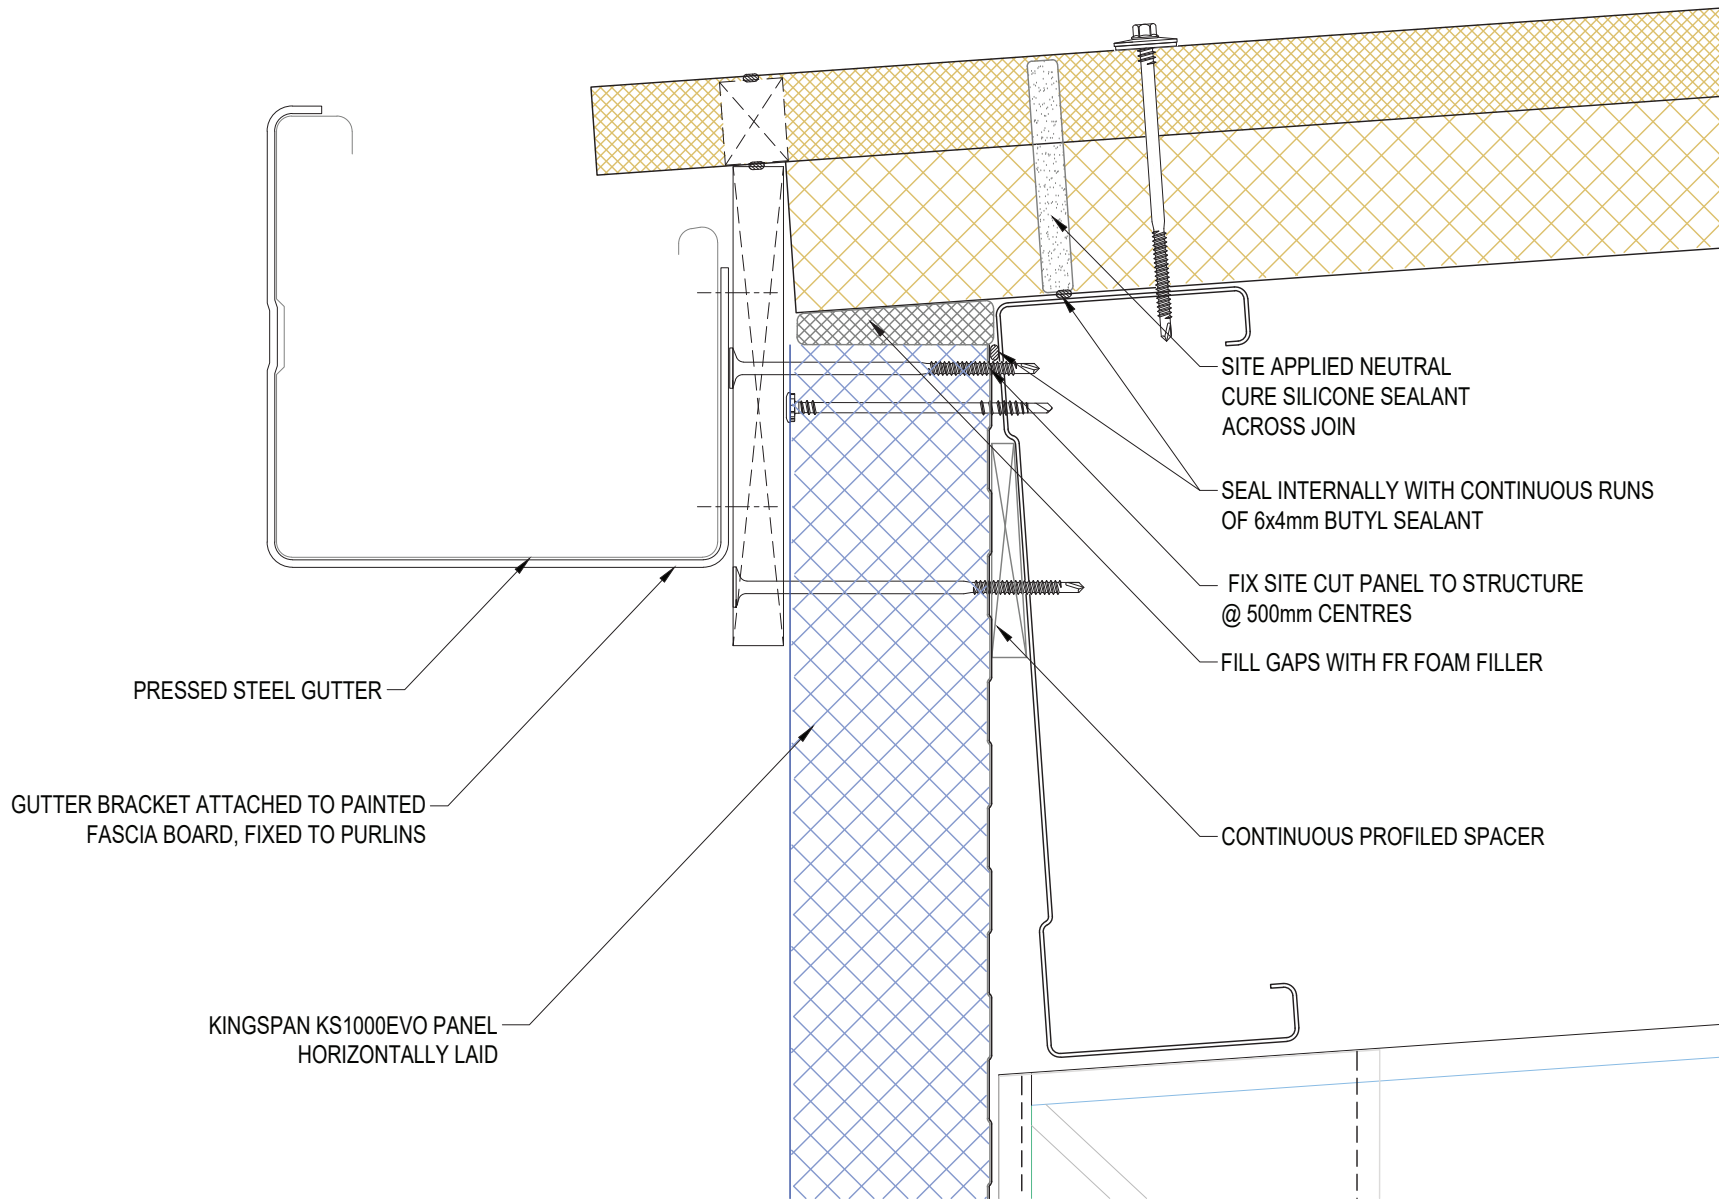 SITE APPLIED NEUTRAL
CURE SILICONE SEALANT
ACROSS JOIN
SEAL INTERNALLY WITH CONTINUOUS RUNS
OF 6x4mm BUTYL SEALANT
FIX SITE CUT PANEL TO STRUCTURE
@ 500mm CENTRES
FILL GAPS WITH FR FOAM FILLER
PRESSED STEEL GUTTER
GUTTER BRACKET ATTACHED TO PAINTED
FASCIA BOARD, FIXED TO PURLINS
CONTINUOUS PROFILED SPACER
KINGSPAN KS1000EVO PANEL
HORIZONTALLY LAID